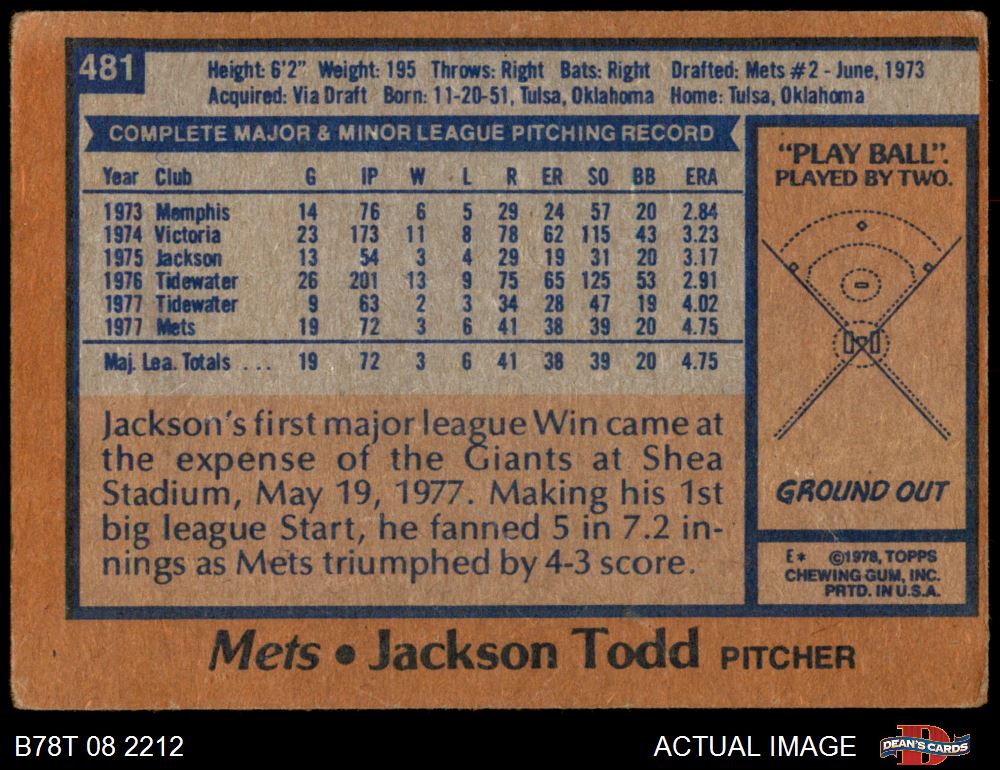 481
Height: 6'2" Weight: 195 Throws: Right Bats: Right Drafted: Mets #2 - June, 1973
Acquired: Via Draft Born: 11-20-51, Tulsa, Oklahoma Home: Tulsa, Oklahoma
COMPLETE MAJOR & MINOR LEAGUE PITCHING RECORD
Year Club G IP W L R ER SO BB ERA
1973 Memphis 14 76 6 5 29 24 57 20 2.84
1974 Victoria 23 173 11 8 78 62 115 43 3.23
1975 Jackson 13 54 3 4 29 19 31 20 3.17
1976 Tidewater 26 201 13 9 75 65 125 53 2.91
1977 Tidewater 9 63 2 3 34 28 47 19 4.02
1977 Mets 19 72 3 6 41 38 39 20 4.75
Maj. Lea. Totals ... 19 72 3 6 41 38 39 20 4.75
Jackson's first major league Win came at
the expense of the Giants at Shea
Stadium, May 19, 1977. Making his 1st
big league Start, he fanned 5 in 7.2 in-
nings as Mets triumphed by 4-3 score.
"PLAY BALL".
PLAYED BY TWO.
GROUND OUT
E* ©1978, TOPPS
CHEWING GUM, INC.
PRTD. IN U.S.A.
Mets • Jackson Todd PITCHER
B78T 08 2212
ACTUAL IMAGE
DEAN'S CARDS